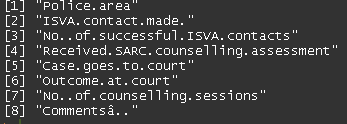 [1] "Police.area"
[2] "ISVA.contact.made."
[3] "No..of.successful.ISVA.contacts"
[4] "Received.SARC.counselling.assessment"
[5] "Case.goes.to.court"
[6] "Outcome.at.court"
[7] "No..of.counselling.sessions"
[8] "Commentsâ.."